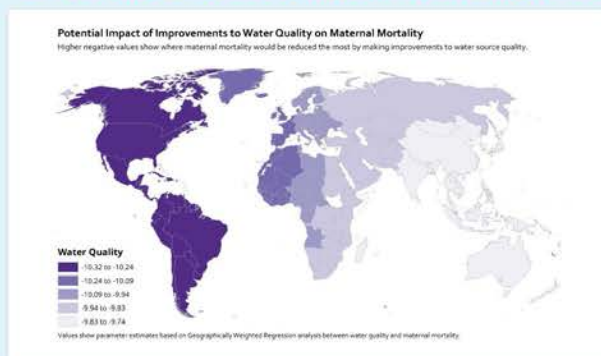 Potential Impact of Improvements to Water Quality on Maternal Mortality
Higher negative values show where maternal mortality would be reduced the most by making improvements to water source quality.
Water Quality
-10.32 to -10.24
-10.24 to -10.09
-10.09 to -9.94
-9.94 to -9.83
-9.83 to -9.74
Values show parameter estimates based on Geographically Weighted Regression analysis between water quality and maternal mortality.